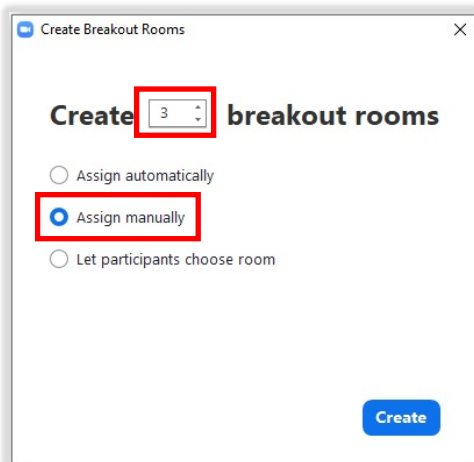 Create Breakout Rooms
Create 3 breakout rooms
Assign automatically
Assign manually
Let participants choose room
Create